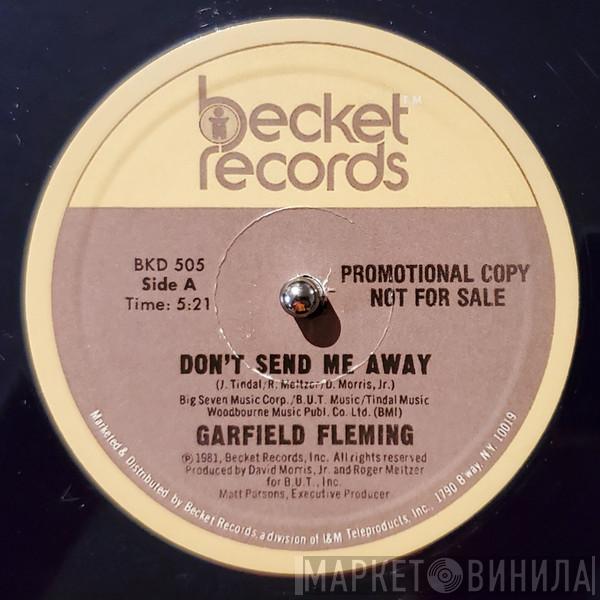 becket TM
records
BKD 505
Side A
Time: 5:21
PROMOTIONAL COPY
NOT FOR SALE
DON'T SEND ME AWAY
(J. Tindal/R. Meltzer/D. Morris, Jr.)
Big Seven Music Corp./B.U.T. Music/Tindal Music
Woodbourne Music Publ. Co. Ltd. (BMI)
GARFIELD FLEMING
℗ 1981, Becket Records, Inc. All rights reserved
Produced by David Morris, Jr. and Roger Meltzer
for B.U.T., Inc.
Matt Parsons, Executive Producer
Marketed & Distributed by Becket Records, a division of I&M Teleproducts, Inc., 1790 B'way, N.Y. 10019
МАРКЕТ ВИНИЛА